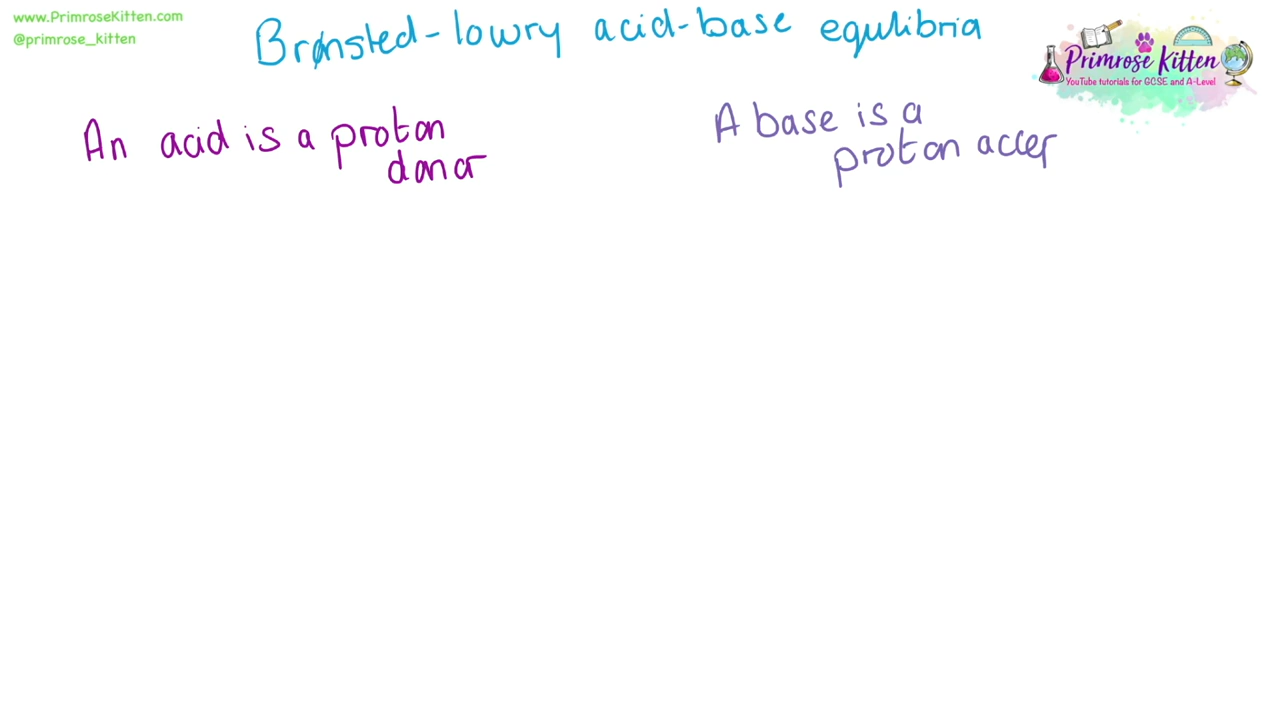 www.PrimroseKitten.com
@primrose_kitten
Brønsted-lowry acid-base equlibria
Primrose Kitten
YouTube tutorials for GCSE and A-Level
An acid is a proton
donor
A base is a
proton accep